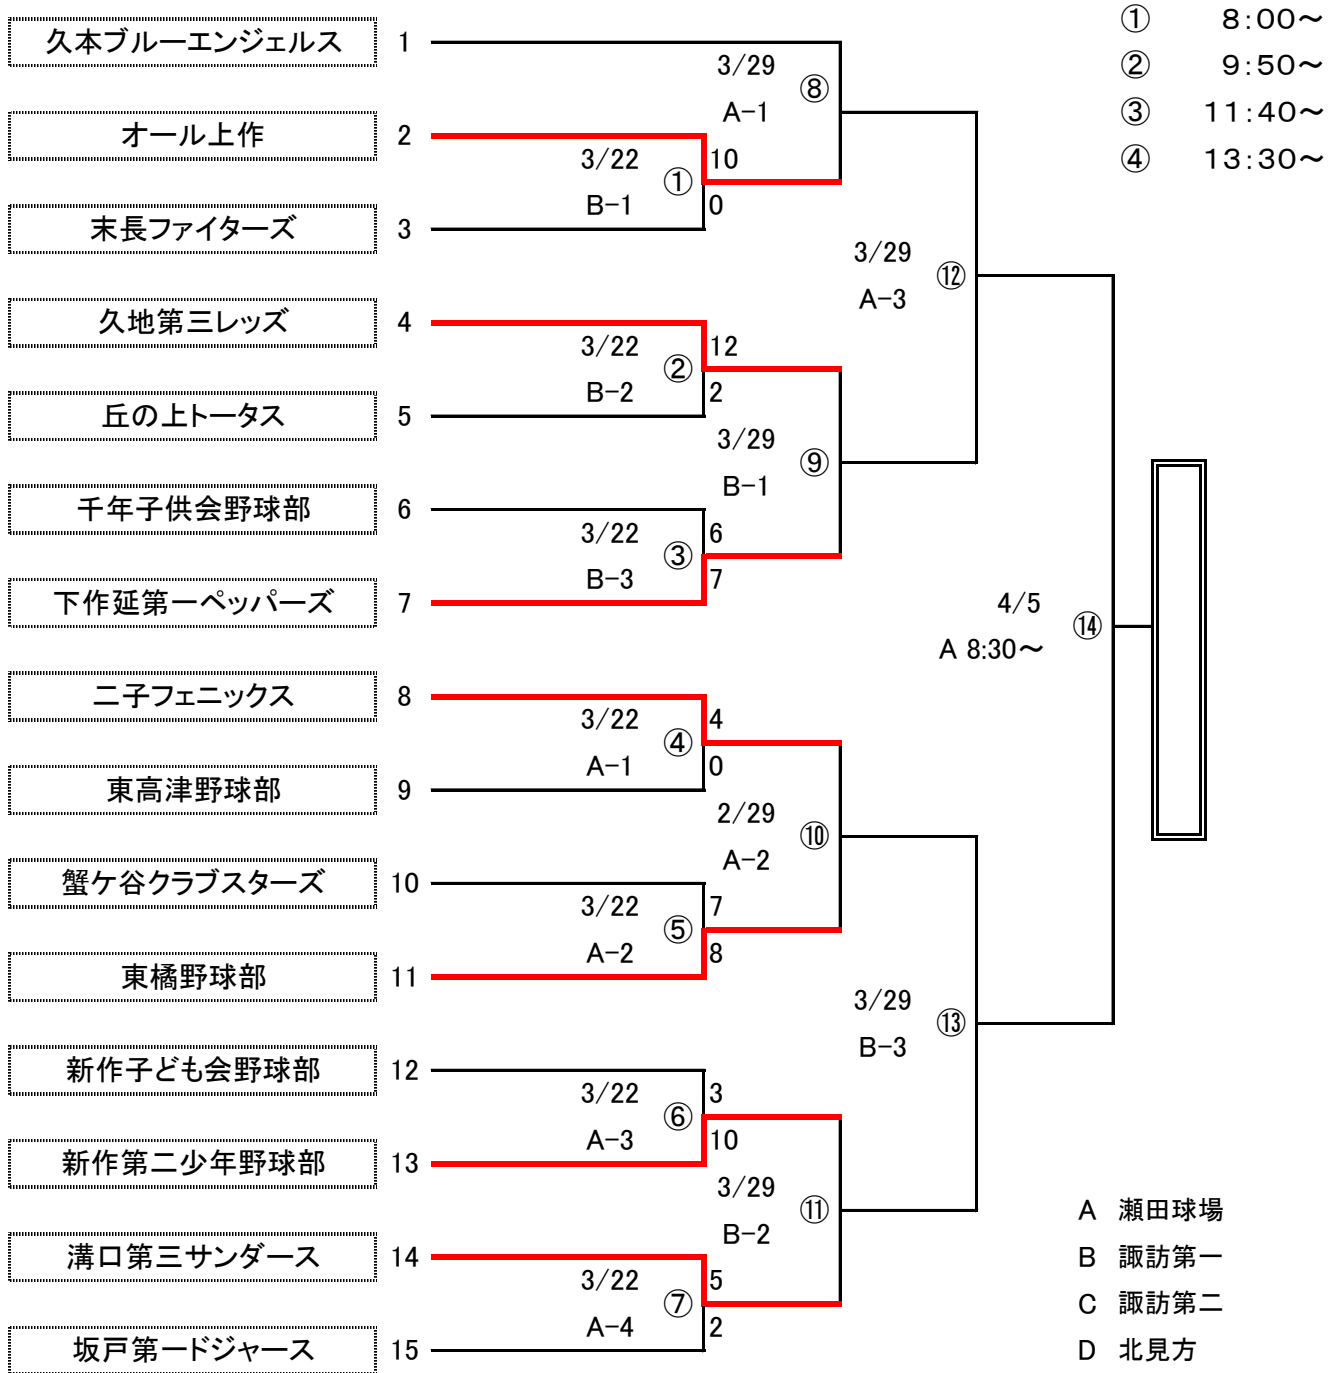 ① 8:00～
久本ブルーエンジェルス 1
3/29 ⑧
② 9:50～
A-1
③ 11:40～
オール上作 2
3/22 ① 10
④ 13:30～
B-1 0
末長ファイターズ 3
3/29 ⑫
A-3
久地第三レッズ 4
3/22 ② 12
B-2 2
丘の上トータス 5
3/29 ⑨
B-1
千年子供会野球部 6
3/22 ③ 6
B-3 7
下作延第一ペッパーズ 7
4/5 ⑭
A 8:30～
二子フェニックス 8
3/22 ④ 4
A-1 0
東高津野球部 9
2/29 ⑩
A-2
蟹ケ谷クラブスターズ 10
3/22 ⑤ 7
A-2 8
東橘野球部 11
3/29 ⑬
B-3
新作子ども会野球部 12
3/22 ⑥ 3
A-3 10
新作第二少年野球部 13
3/29 ⑪
B-2
A 瀬田球場
溝口第三サンダース 14
B 諏訪第一
3/22 ⑦ 5
C 諏訪第二
A-4 2
坂戸第一ドジャース 15
D 北見方